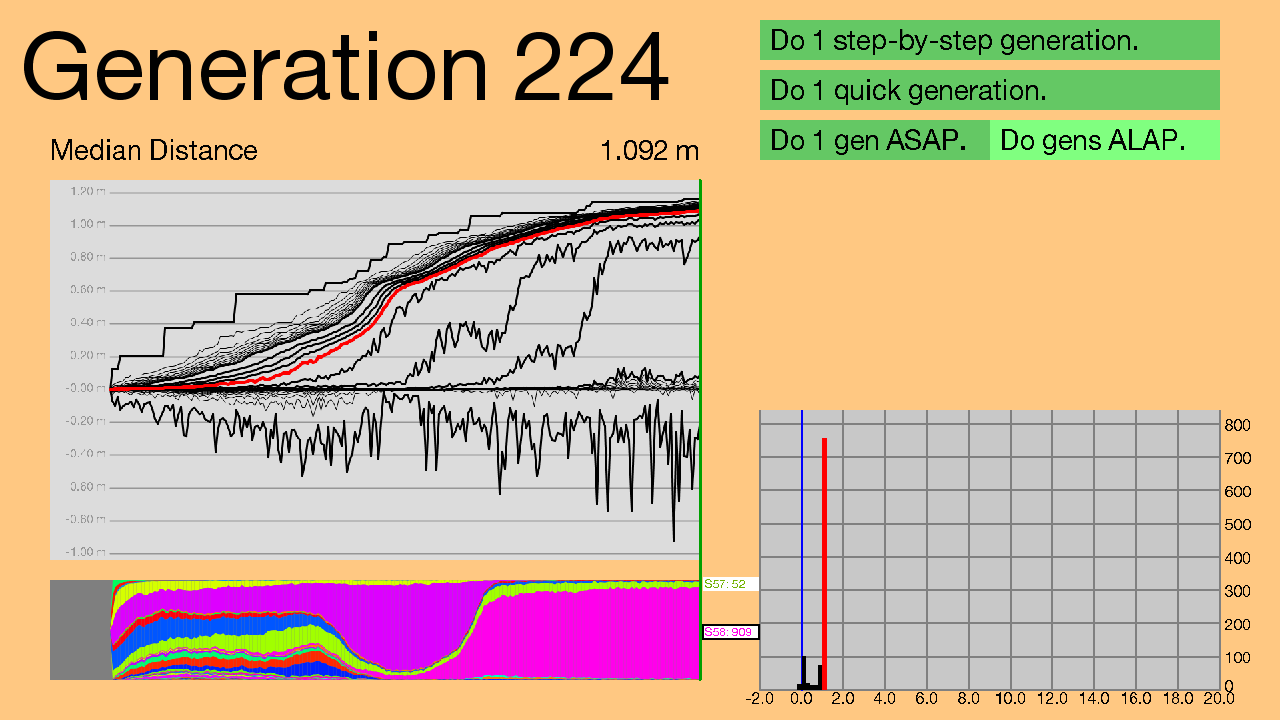 Generation 224
Do 1 step-by-step generation.
Do 1 quick generation.
Do 1 gen ASAP.
Do gens ALAP.
Median Distance
1.092 m
1.20 m
1.00 m
0.80 m
0.60 m
0.40 m
0.20 m
-0.00 m
-0.20 m
-0.40 m
-0.60 m
-0.80 m
-1.00 m
S57: 52
S58: 909
800
700
600
500
400
300
200
100
0
-2.0 0.0 2.0 4.0 6.0 8.0 10.0 12.0 14.0 16.0 18.0 20.0